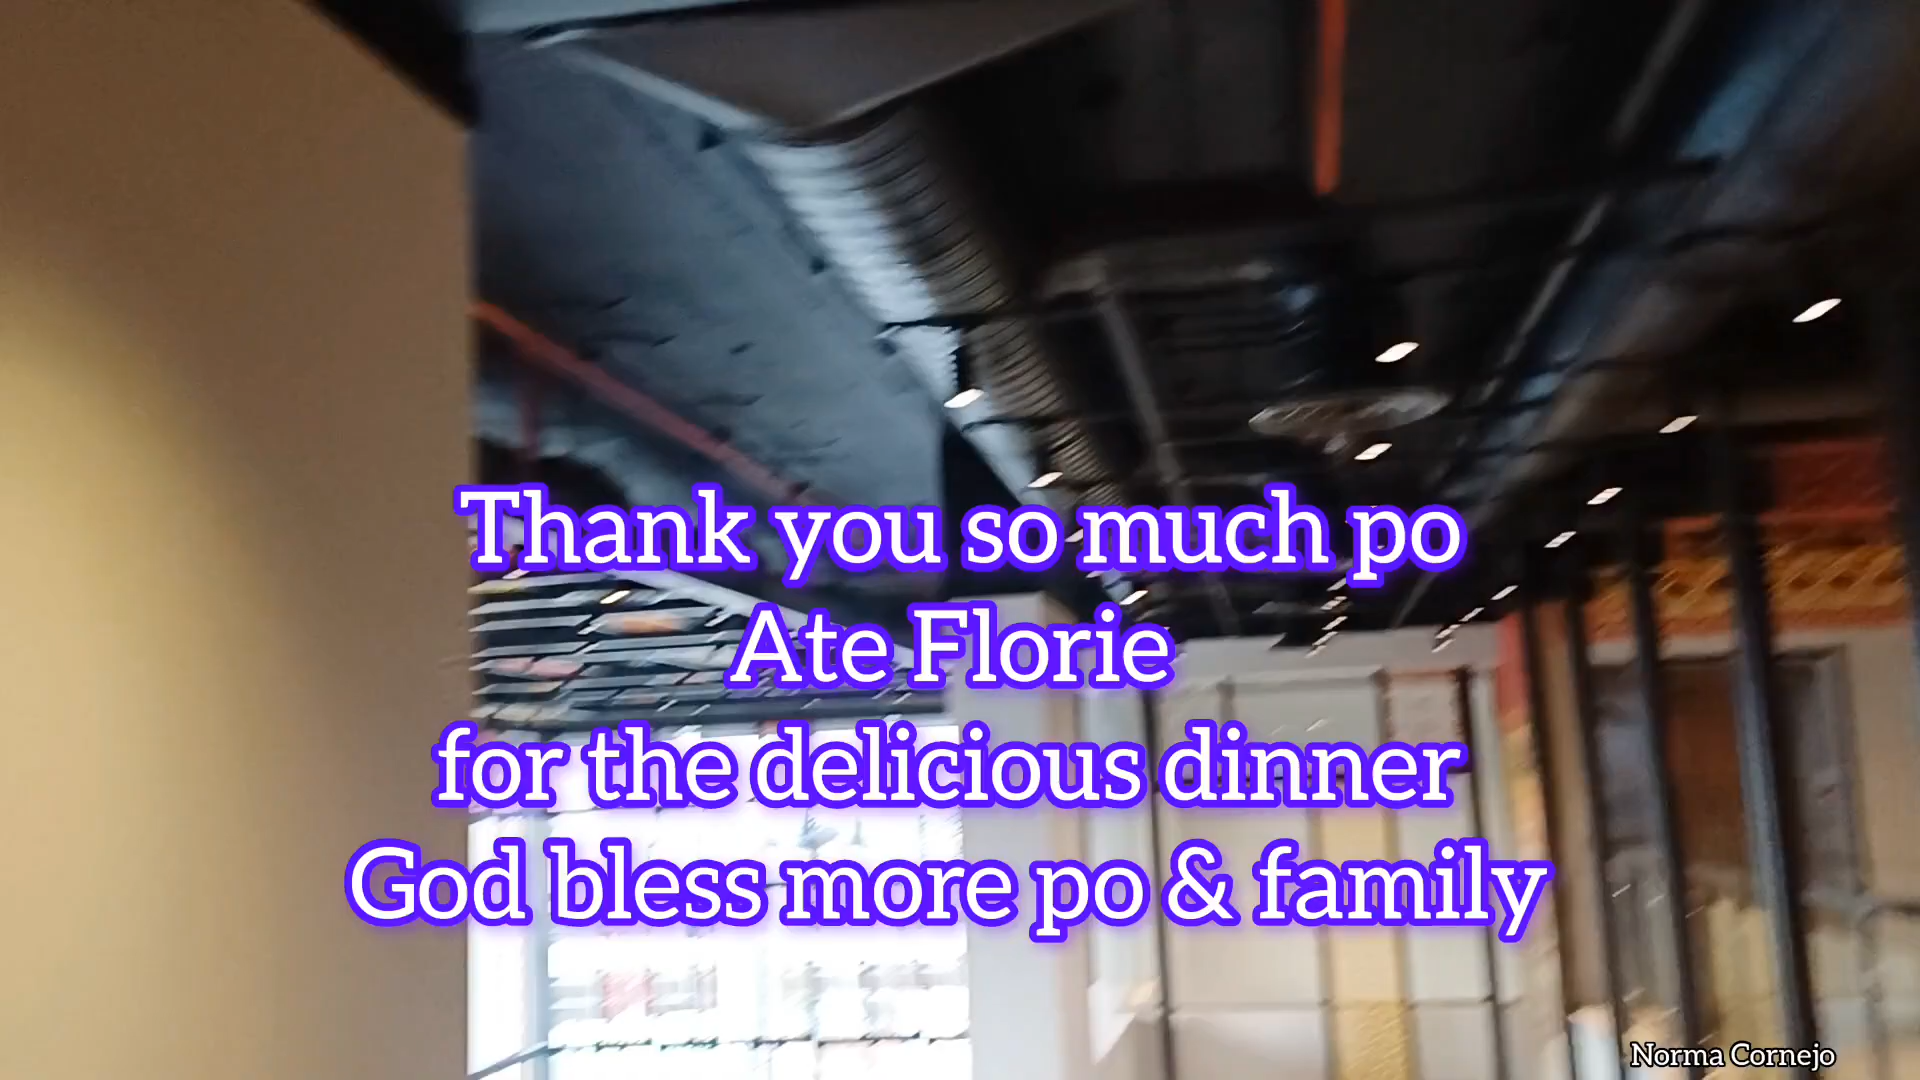 Thank you so much po
Ate Florie
for the delicious dinner
God bless more po & family
Norma Cornejo